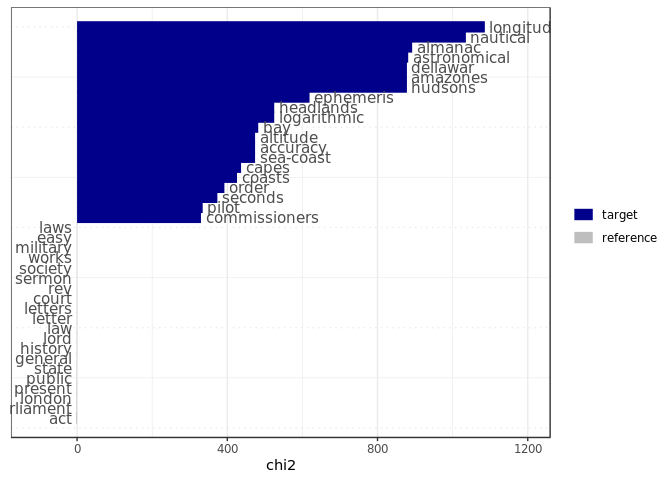 longitud
nautical
almanac
astronomical
dellawar
amazones
hudsons
ephemeris
headlands
logarithmic
bay
altitude
accuracy
sea-coast
capes
coasts
order
seconds
pilot
commissioners
laws
easy
military
works
society
sermon
rev
court
letters
letter
law
lord
history
general
state
public
present
london
rliament
act
target
reference
0 400 800 1200
chi2